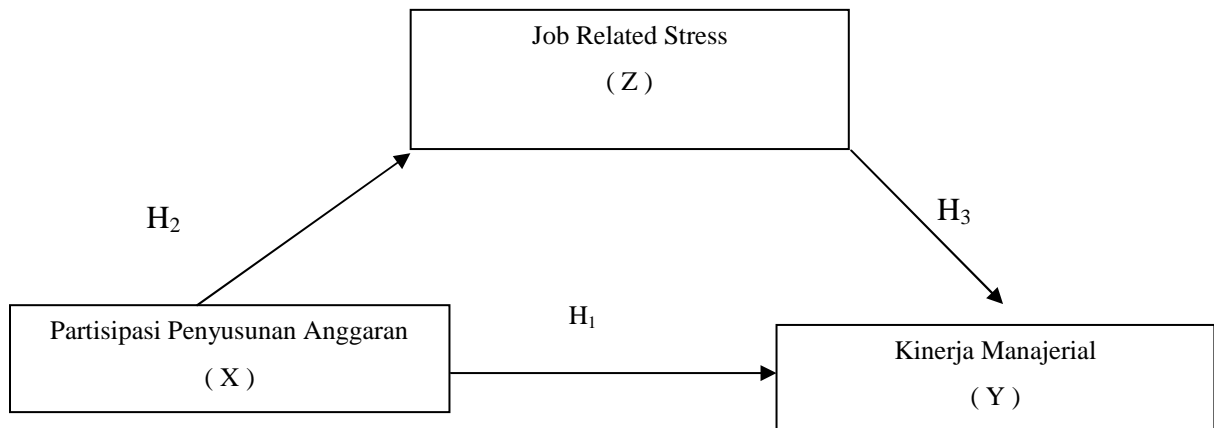 Job Related Stress
( Z )
H₂
H₃
Partisipasi Penyusunan Anggaran
( X )
H₁
Kinerja Manajerial
( Y )